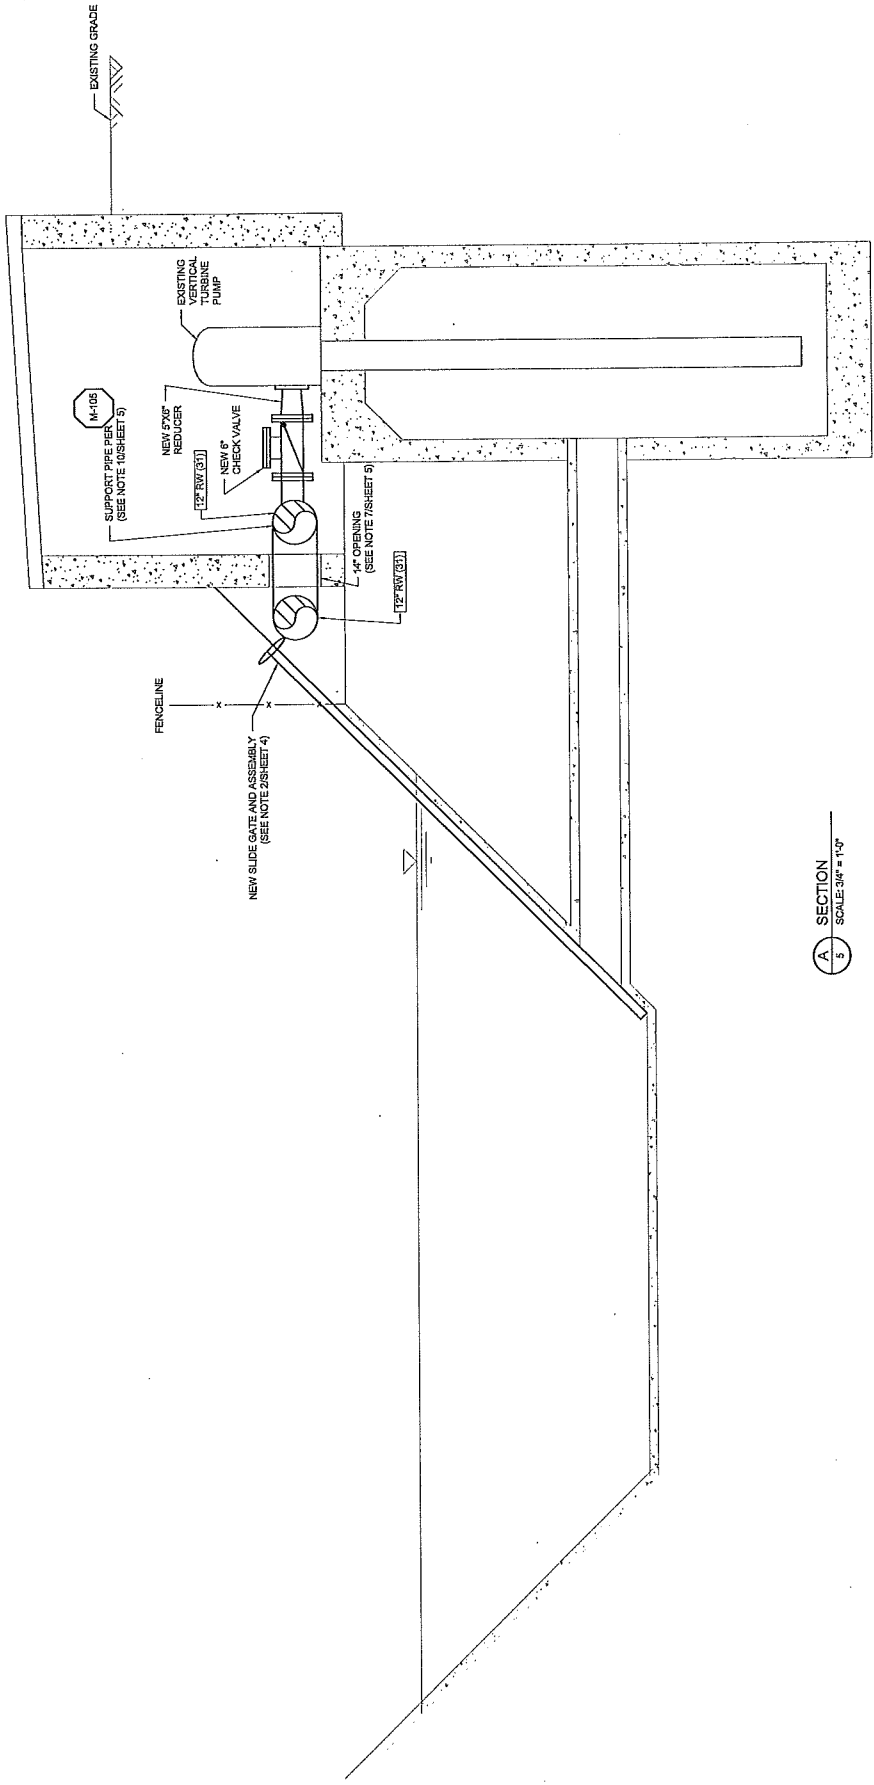 EXISTING GRADE
M-105
SUPPORT PIPE PER
(SEE NOTE 10/SHEET 5)
EXISTING
VERTICAL
TURBINE
PUMP
NEW 5"X6"
REDUCER
12" RW (31)
NEW 6"
CHECK VALVE
14" OPENING
(SEE NOTE 7/SHEET 5)
12" RW (31)
FENCELINE
X
X
X
NEW SLIDE GATE AND ASSEMBLY
(SEE NOTE 2/SHEET 4)
A
5
SECTION
SCALE: 3/4" = 1'-0"